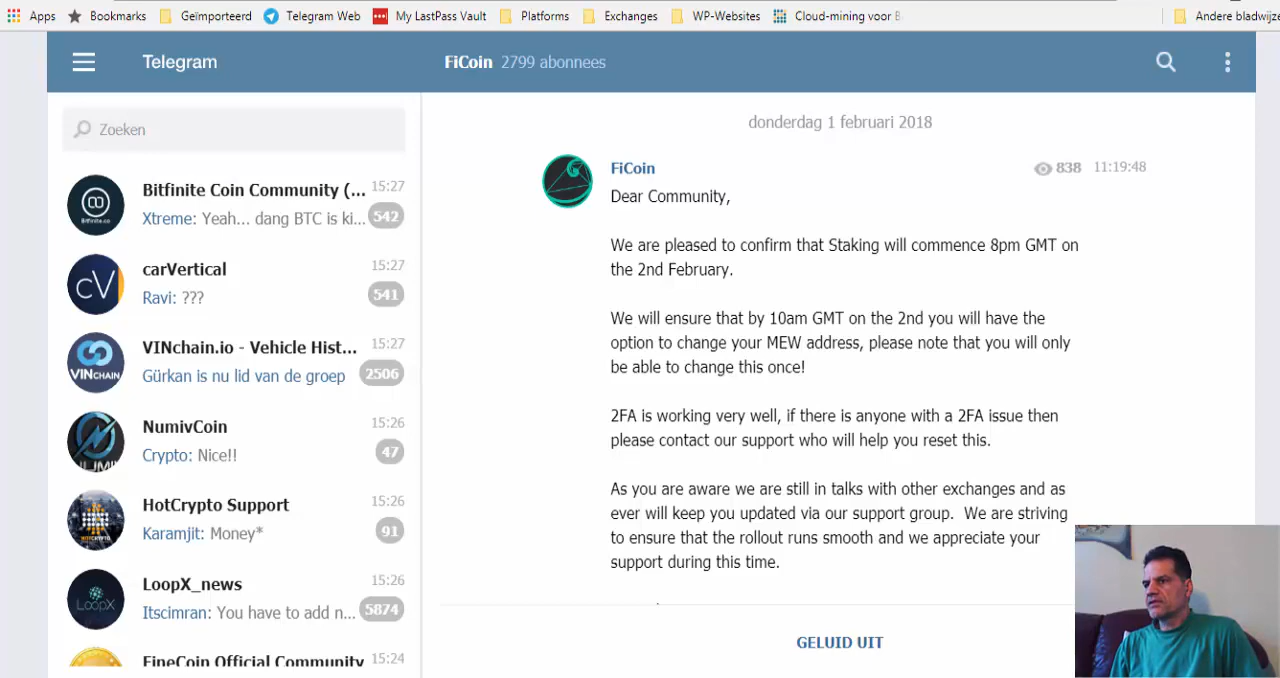 Apps Bookmarks Geïmporteerd Telegram Web My LastPass Vault Platforms Exchanges WP-Websites Cloud-mining voor B Andere bladwijze
Telegram
FiCoin 2799 abonnees
Zoeken
Bitfinite Coin Community (... 15:27
Xtreme: Yeah... dang BTC is ki... 542
carVertical 15:27
Ravi: ??? 541
VINchain.io - Vehicle Hist... 15:27
Gürkan is nu lid van de groep 2506
NumivCoin 15:26
Crypto: Nice!! 47
HotCrypto Support 15:26
Karamjit: Money* 91
LoopX_news 15:26
Itscimran: You have to add n... 5874
FineCoin Official Community 15:24
donderdag 1 februari 2018
FiCoin 838 11:19:48
Dear Community,
We are pleased to confirm that Staking will commence 8pm GMT on
the 2nd February.
We will ensure that by 10am GMT on the 2nd you will have the
option to change your MEW address, please note that you will only
be able to change this once!
2FA is working very well, if there is anyone with a 2FA issue then
please contact our support who will help you reset this.
As you are aware we are still in talks with other exchanges and as
ever will keep you updated via our support group. We are striving
to ensure that the rollout runs smooth and we appreciate your
support during this time.
GELUID UIT
Bitfinite.co
cV
VINCHAIN
HOTCRYPTO
LoopX